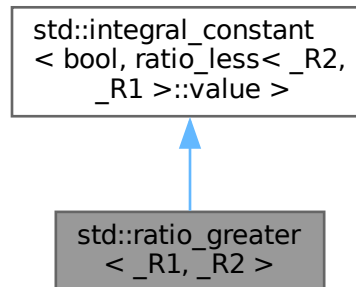 std::integral_constant
< bool, ratio_less< _R2,
_R1 >::value >
std::ratio_greater
< _R1, _R2 >